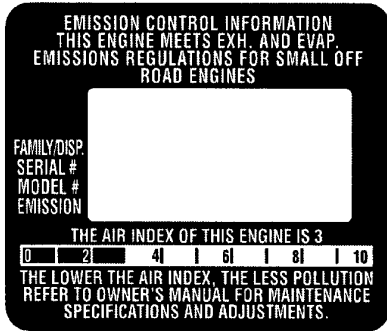 EMISSION CONTROL INFORMATION
THIS ENGINE MEETS EXH. AND EVAP.
EMISSIONS REGULATIONS FOR SMALL OFF
ROAD ENGINES
FAMILY/DISP.
SERIAL #
MODEL #
EMISSION
THE AIR INDEX OF THIS ENGINE IS 3
0 2 4 6 8 10
THE LOWER THE AIR INDEX, THE LESS POLLUTION
REFER TO OWNER'S MANUAL FOR MAINTENANCE
SPECIFICATIONS AND ADJUSTMENTS.